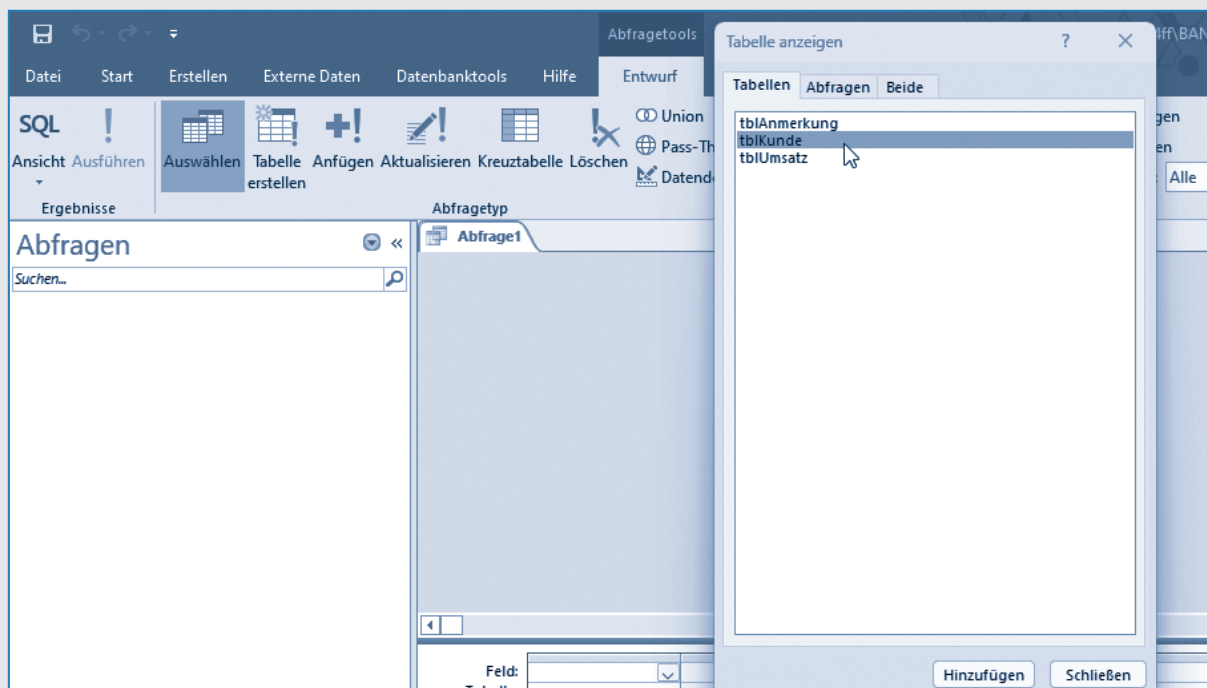 Abfragetools
Tabelle anzeigen ?
4ff\BAN
Datei Start Erstellen Externe Daten Datenbanktools Hilfe Entwurf
Tabellen Abfragen Beide
SQL
Ansicht Ausführen
Auswählen
Tabelle erstellen
Anfügen Aktualisieren Kreuztabelle Löschen
Union
Pass-Th
Datend
gen
en
: Alle
Ergebnisse
Abfragetyp
tblAnmerkung
tblKunde
tblUmsatz
Abfragen «
Abfrage1
Suchen...
Feld:
Hinzufügen Schließen